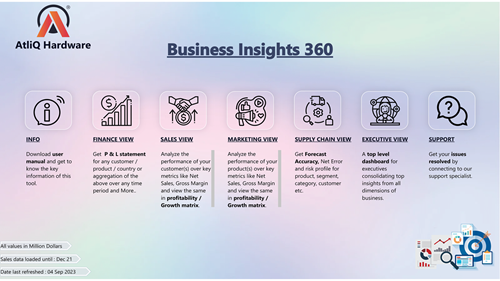 AtliQ Hardware
Business Insights 360
INFO
Download user
manual and get to
know the key
information of this
tool.
FINANCE VIEW
Get P & L statement
for any customer /
product / country or
aggregation of the
above over any time
period and More..
SALES VIEW
Analyze the
performance of your
customer(s) over key
metrics like Net
Sales, Gross Margin
and view the same
in profitability /
Growth matrix.
MARKETING VIEW
Analyze the
performance of your
product(s) over key
metrics like Net
Sales, Gross Margin
and view the same
in profitability /
Growth matrix.
SUPPLY CHAIN VIEW
Get Forecast
Accuracy, Net Error
and risk profile for
product, segment,
category, customer
etc.
EXECUTIVE VIEW
A top level
dashboard for
executives
consolidating top
insights from all
dimensions of
business.
SUPPORT
Get your issues
resolved by
connecting to our
support specialist.
All values in Million Dollars
Sales data loaded until : Dec 21
Date last refreshed : 04 Sep 2023